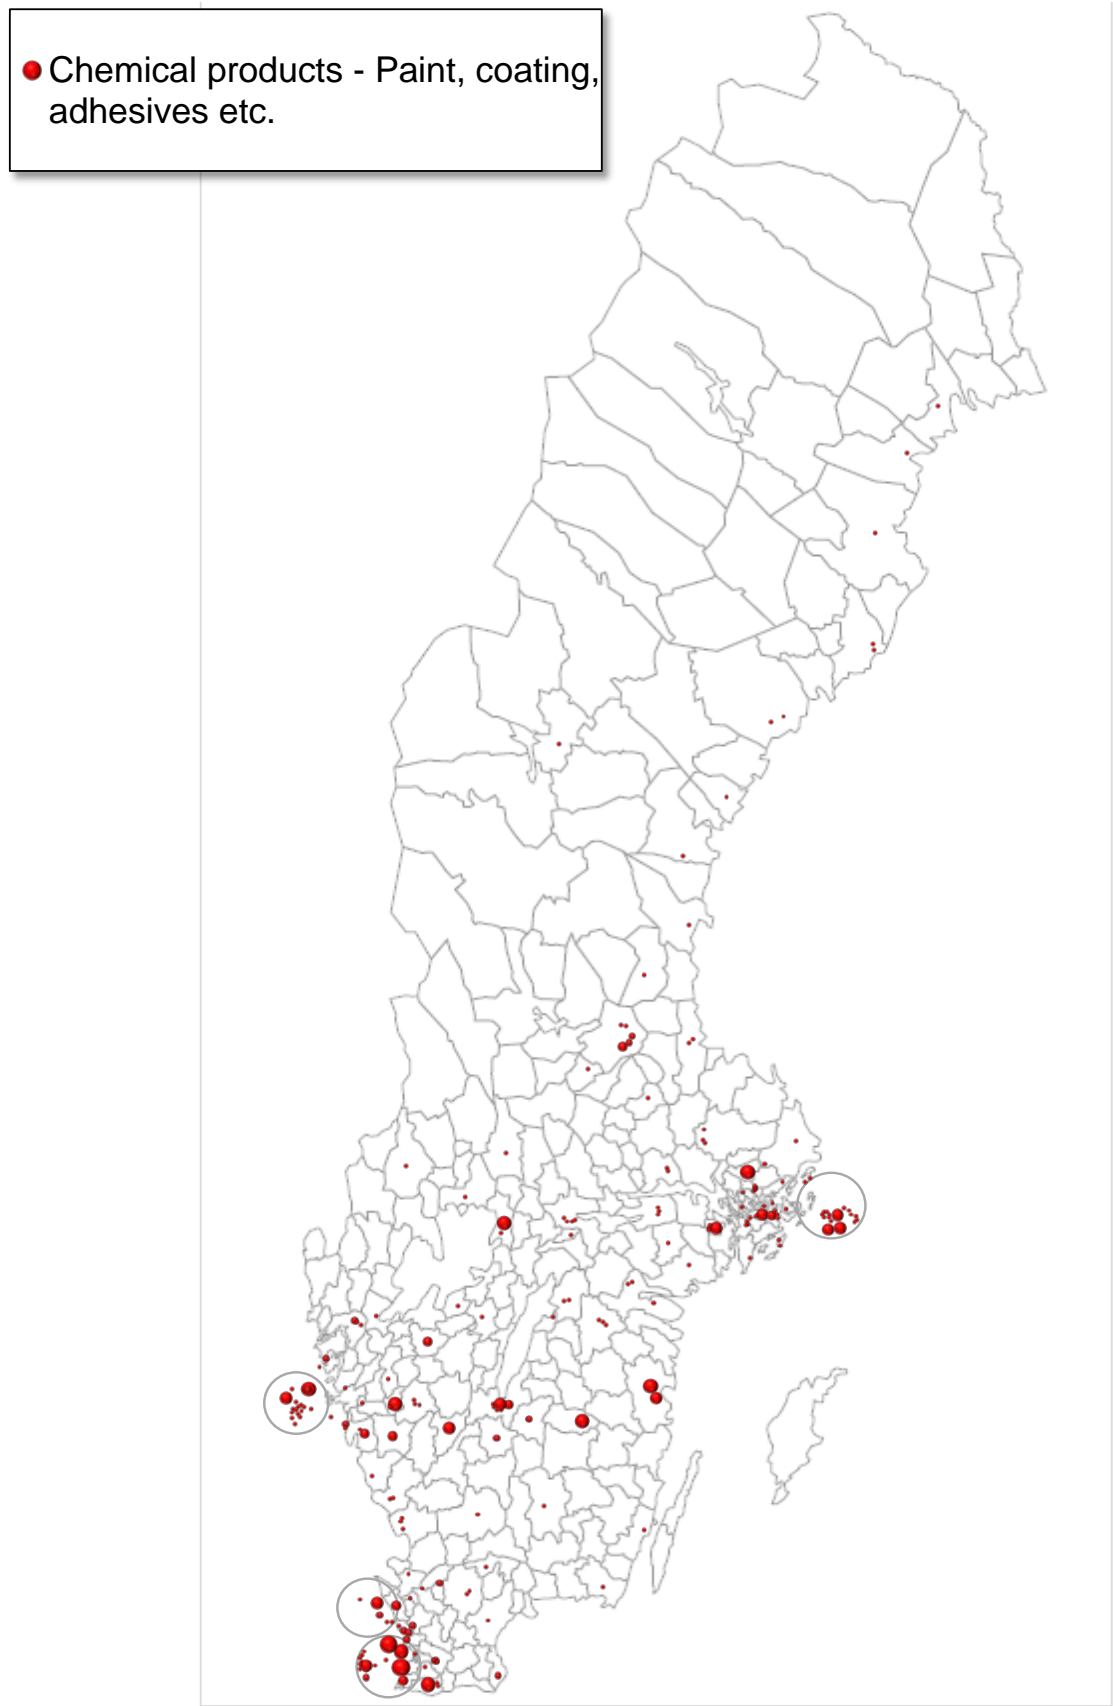 Chemical products - Paint, coating,
adhesives etc.